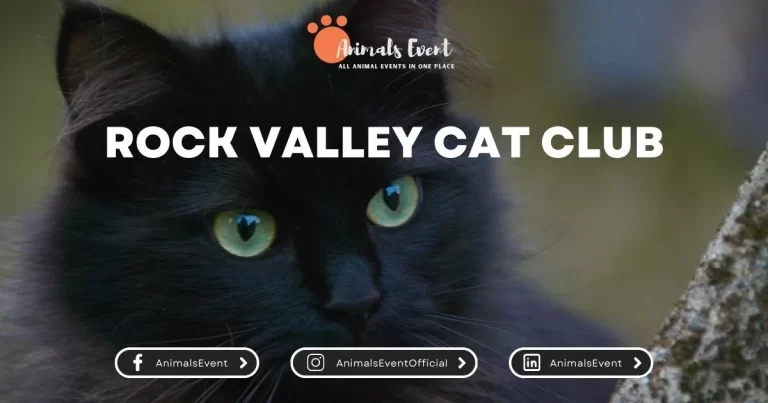 Animals Event
ALL ANIMAL EVENTS IN ONE PLACE
ROCK VALLEY CAT CLUB
AnimalsEvent
AnimalsEventOfficial
AnimalsEvent